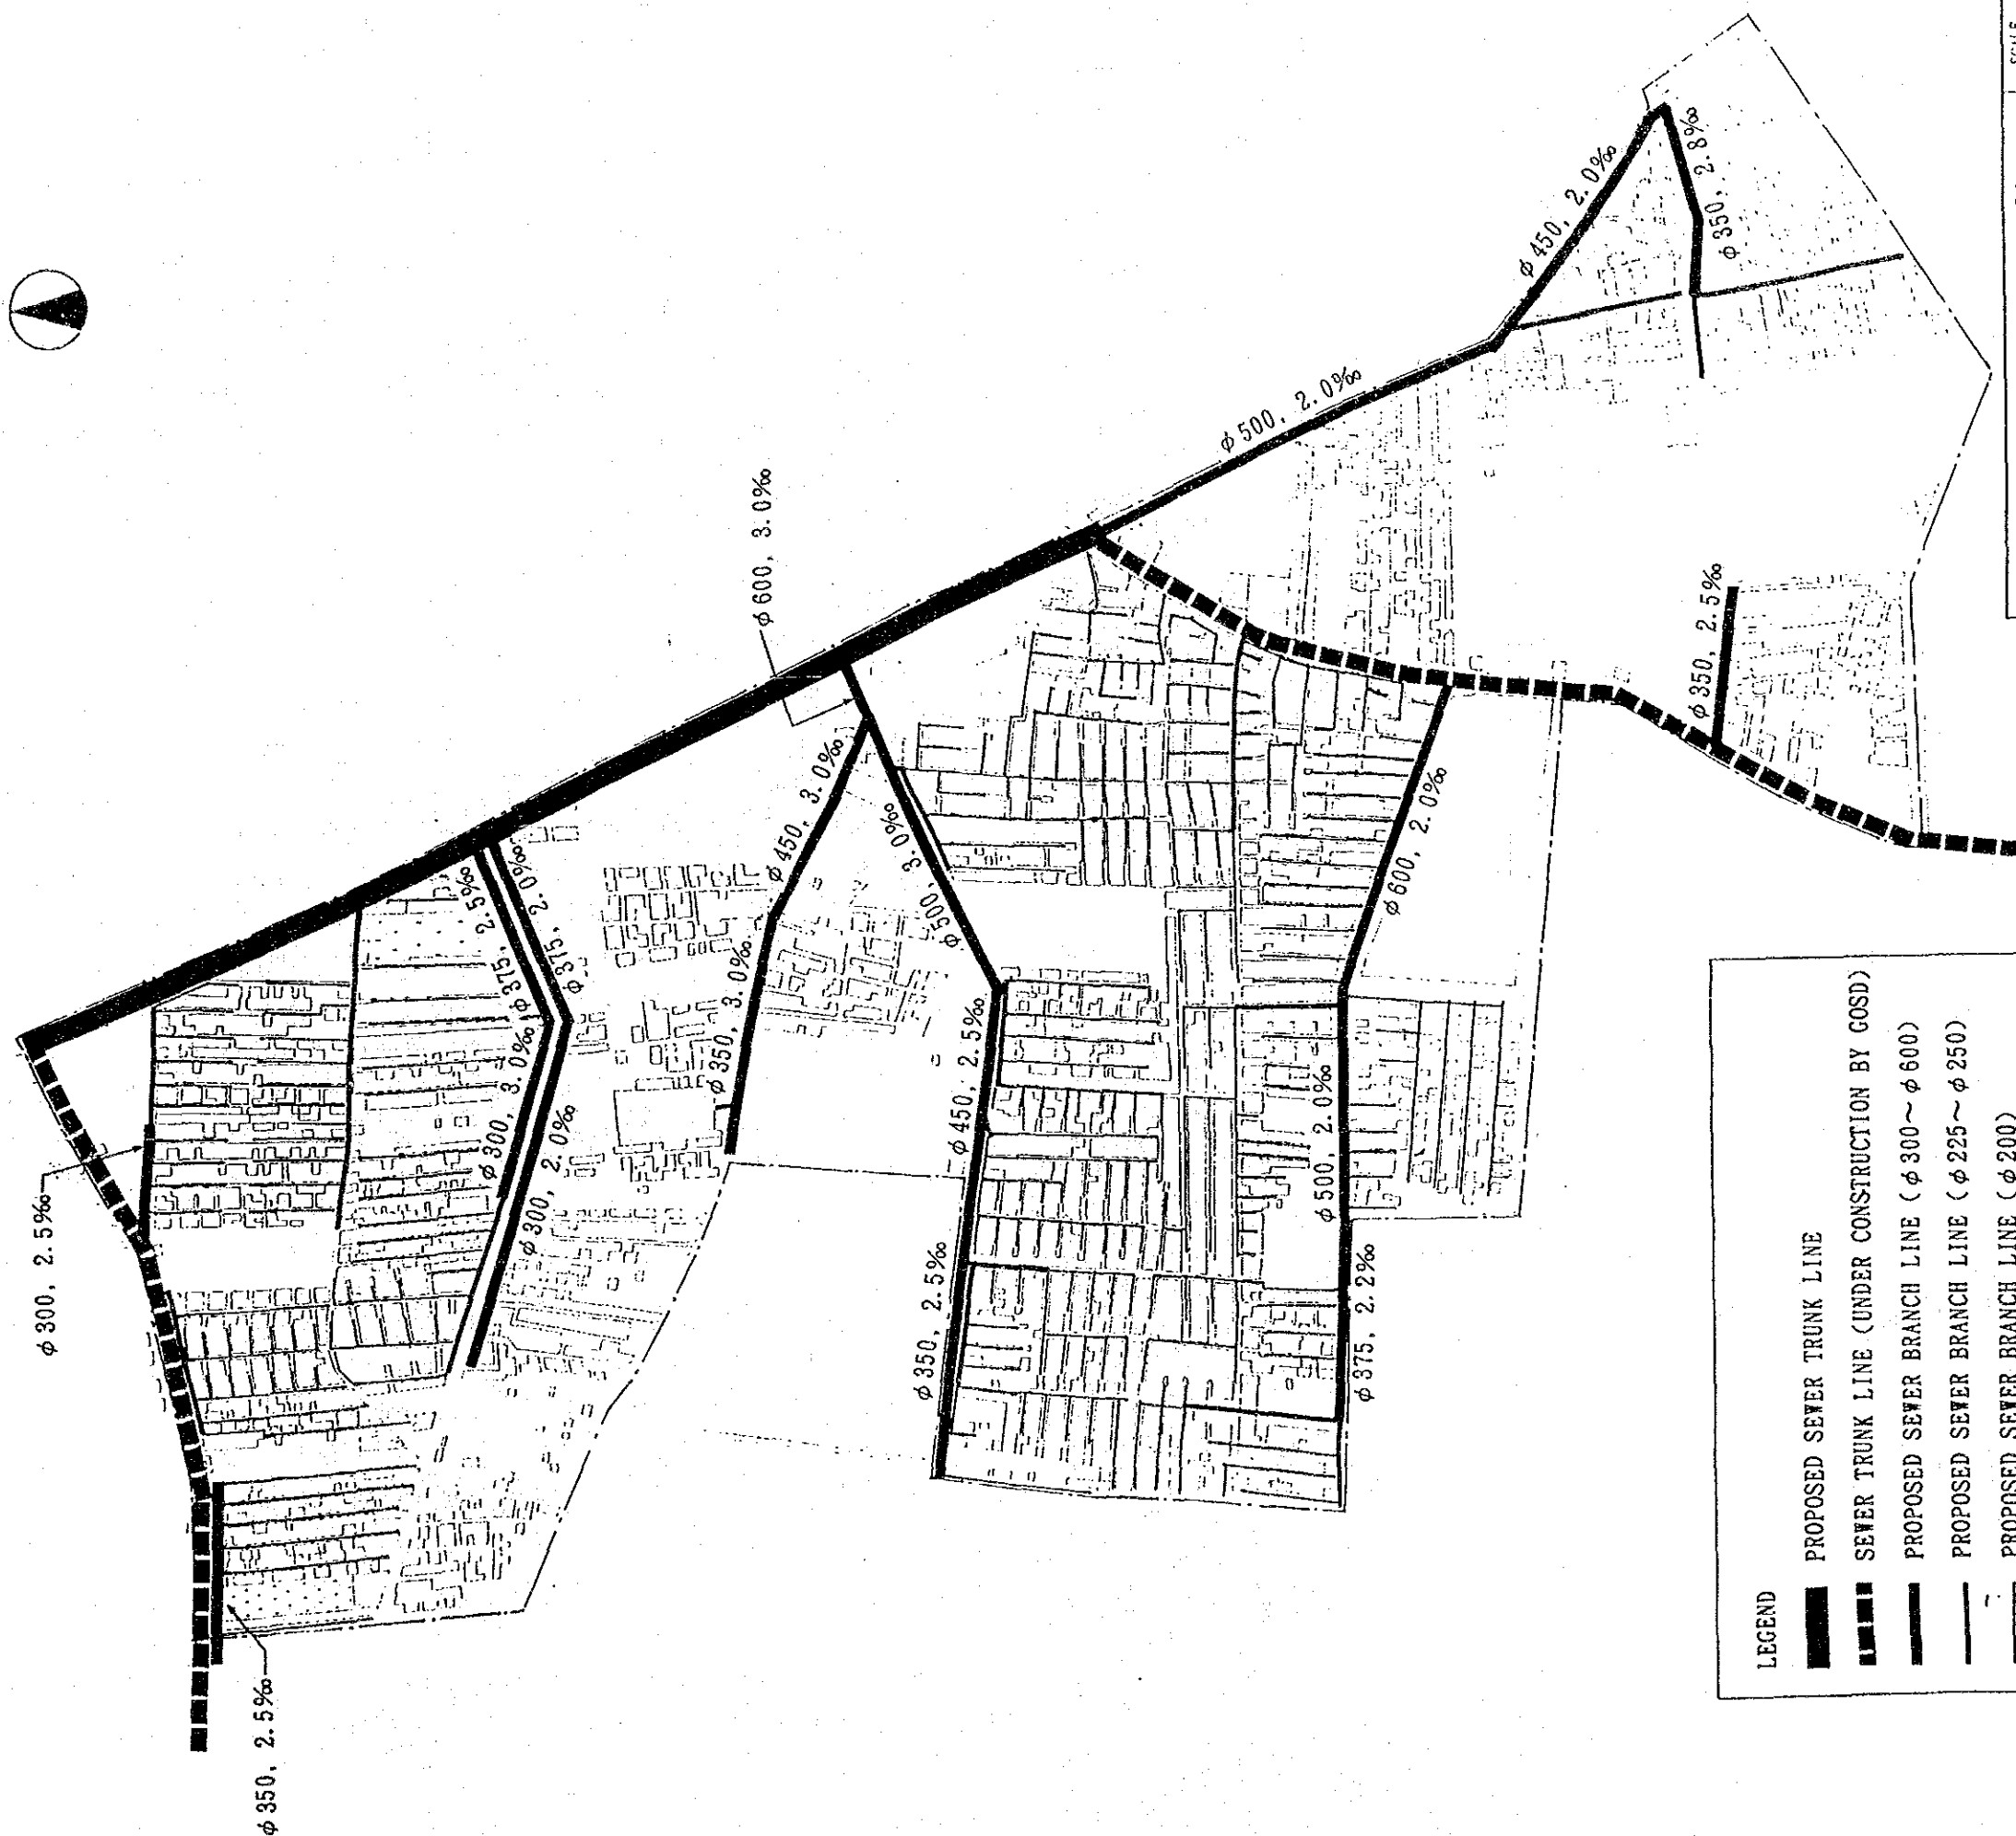 φ300, 2.5‰
φ350, 2.5‰
φ375, 2.5‰
φ375, 2.0‰
φ300, 3.0‰
φ300, 2.0‰
φ600, 3.0‰
φ450, 3.0‰
φ350, 3.0‰
φ500, 3.0‰
φ450, 2.5‰
φ350, 2.5‰
φ600, 2.0‰
φ500, 2.0‰
φ375, 2.2‰
φ500, 2.0‰
φ450, 2.0‰
φ350, 2.8‰
φ350, 2.5‰
LEGEND
PROPOSED SEWER TRUNK LINE
SEWER TRUNK LINE (UNDER CONSTRUCTION BY GOSD)
PROPOSED SEWER BRANCH LINE (φ300~φ600)
PROPOSED SEWER BRANCH LINE (φ225~φ250)
PROPOSED SEWER BRANCH LINE (φ200)